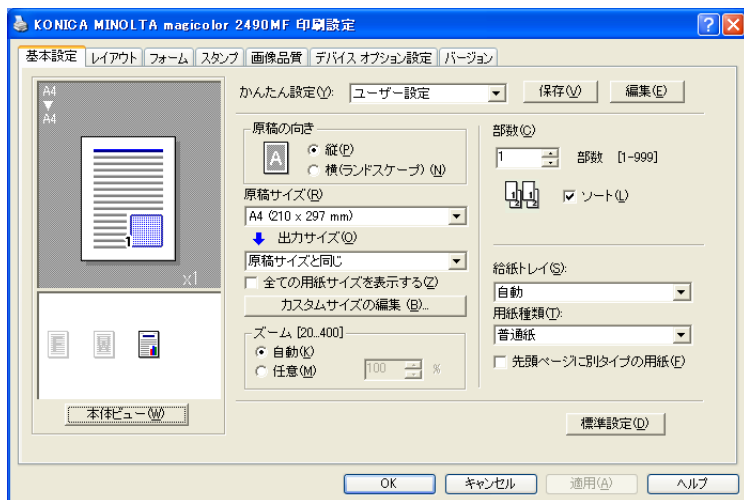 KONICA MINOLTA magicolor 2490MF 印刷設定
基本設定 レイアウト フォーム スタンプ 画像品質 デバイス オプション設定 バージョン
A4
A4
1
x1
本体ビュー(W)
かんたん設定(Y): ユーザー設定 保存(V) 編集(E)
原稿の向き
A
縦(P)
横(ランドスケープ) (N)
原稿サイズ(R)
A4 (210 x 297 mm)
出力サイズ(O)
原稿サイズと同じ
全ての用紙サイズを表示する(Z)
カスタムサイズの編集 (B)...
ズーム [20..400]
自動(K)
任意(M) 100 %
部数(C)
1 部数 [1-999]
1 2 1 2 ソート(L)
給紙トレイ(S):
自動
用紙種類(T):
普通紙
先頭ページに別タイプの用紙(F)
標準設定(D)
OK キャンセル 適用(A) ヘルプ